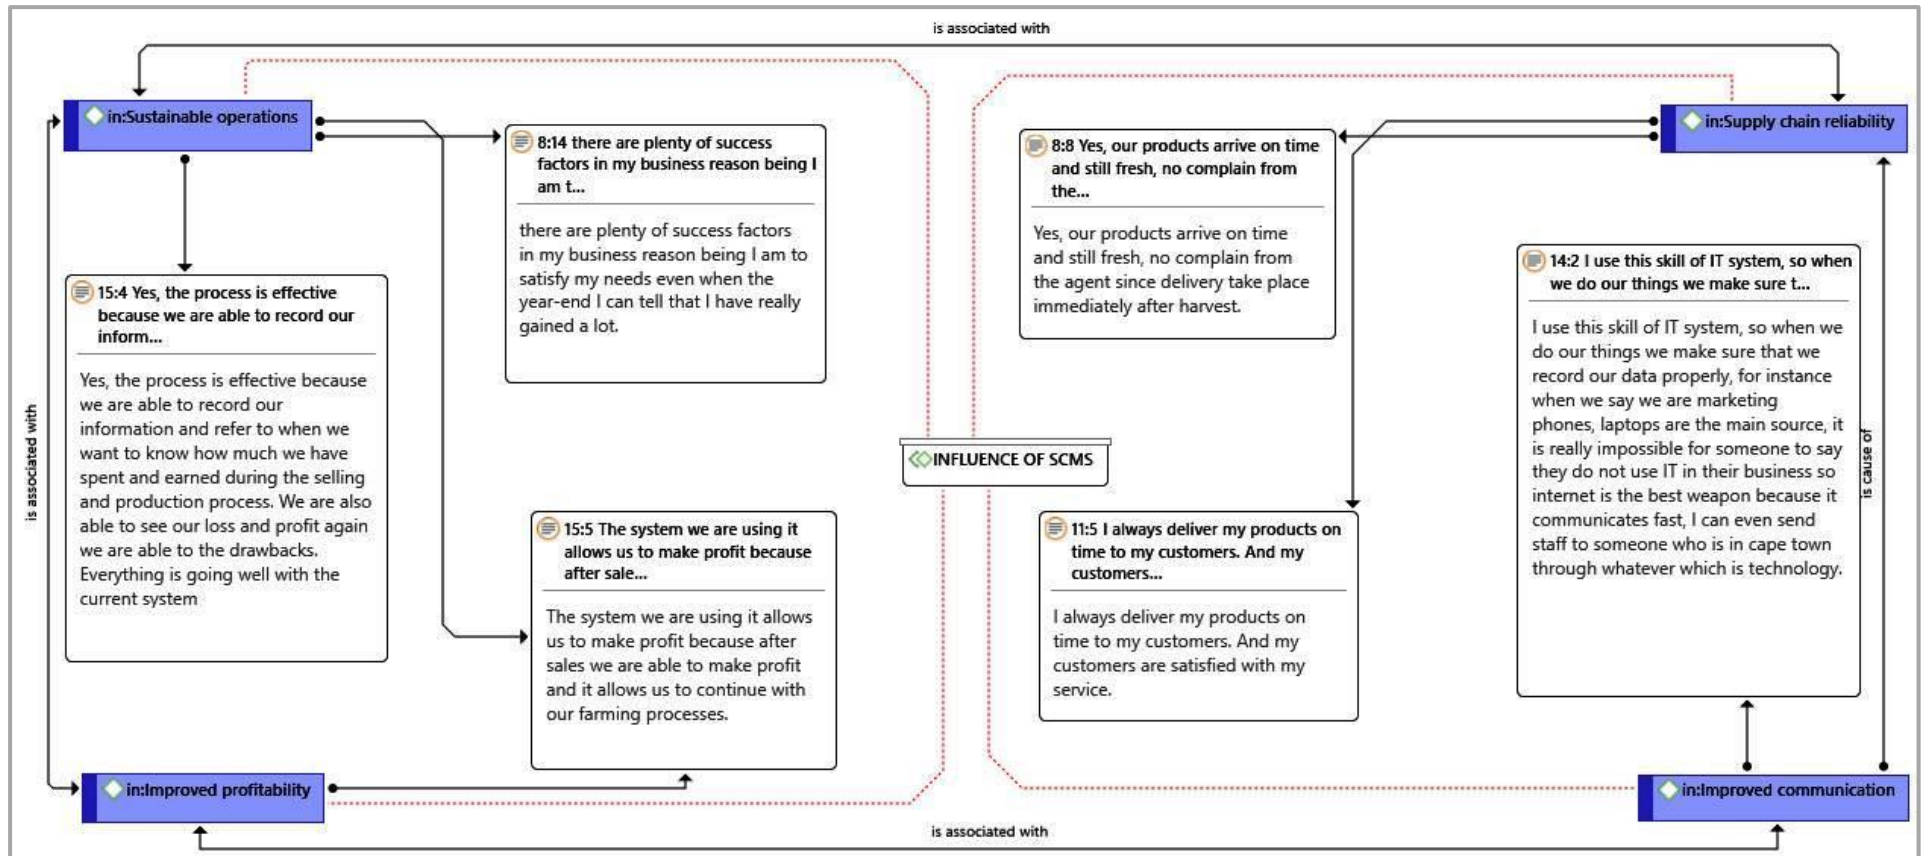 is associated with
in:Sustainable operations
in:Supply chain reliability
8:14 there are plenty of success
factors in my business reason being I
am t...
there are plenty of success factors
in my business reason being I am to
satisfy my needs even when the
year-end I can tell that I have really
gained a lot.
8:8 Yes, our products arrive on time
and still fresh, no complain from
the...
Yes, our products arrive on time
and still fresh, no complain from
the agent since delivery take place
immediately after harvest.
15:4 Yes, the process is effective
because we are able to record our
inform...
Yes, the process is effective because
we are able to record our
information and refer to when we
want to know how much we have
spent and earned during the selling
and production process. We are also
able to see our loss and profit again
we are able to the drawbacks.
Everything is going well with the
current system
14:2 I use this skill of IT system, so when
we do our things we make sure t...
I use this skill of IT system, so when we
do our things we make sure that we
record our data properly, for instance
when we say we are marketing
phones, laptops are the main source, it
is really impossible for someone to say
they do not use IT in their business so
internet is the best weapon because it
communicates fast, I can even send
staff to someone who is in cape town
through whatever which is technology.
is associated with
is cause of
INFLUENCE OF SCMS
15:5 The system we are using it
allows us to make profit because
after sale...
The system we are using it allows
us to make profit because after
sales we are able to make profit
and it allows us to continue with
our farming processes.
11:5 I always deliver my products on
time to my customers. And my
customers...
I always deliver my products on
time to my customers. And my
customers are satisfied with my
service.
in:Improved profitability
in:Improved communication
is associated with